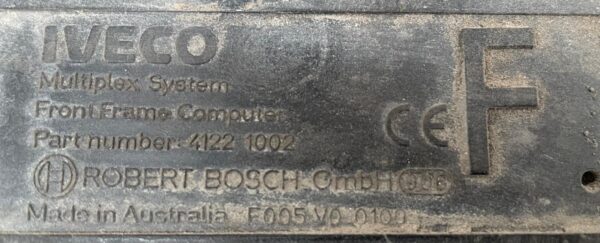 IVECO
Multiplex System
Front Frame Computer
Part number: 4122 1002
CE F
ROBERT BOSCH GmbH
Made in Australia F005 V0 0100